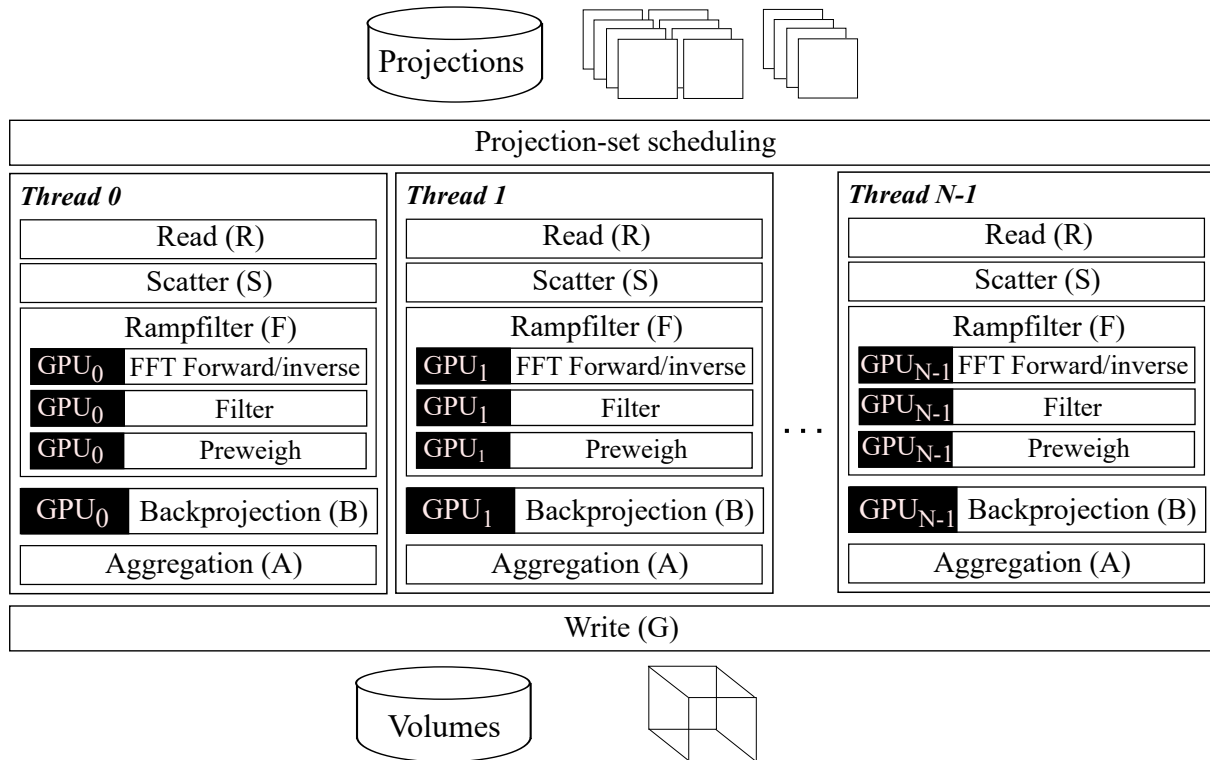 Projections
Projection-set scheduling
Thread 0
Read (R)
Scatter (S)
Rampfilter (F)
GPU0 FFT Forward/inverse
GPU0 Filter
GPU0 Preweigh
GPU0 Backprojection (B)
Aggregation (A)
Thread 1
Read (R)
Scatter (S)
Rampfilter (F)
GPU1 FFT Forward/inverse
GPU1 Filter
GPU1 Preweigh
GPU1 Backprojection (B)
Aggregation (A)
. . .
Thread N-1
Read (R)
Scatter (S)
Rampfilter (F)
GPUN-1 FFT Forward/inverse
GPUN-1 Filter
GPUN-1 Preweigh
GPUN-1 Backprojection (B)
Aggregation (A)
Write (G)
Volumes